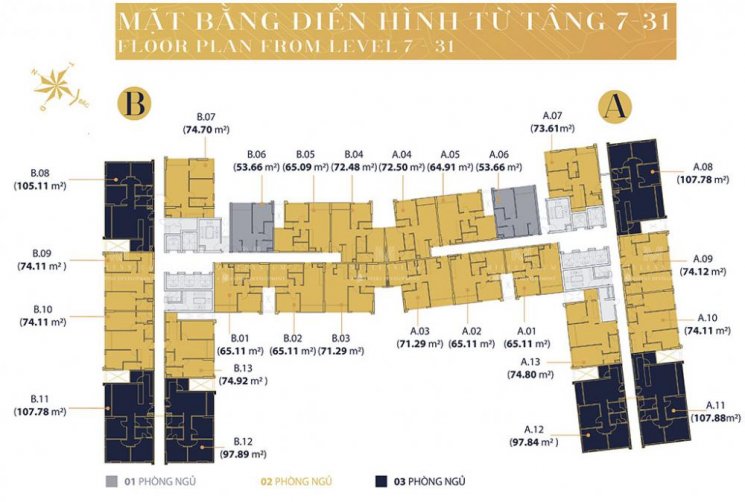 MẶT BẰNG DIỂN HÌNH TỪ TẦNG 7-31
FLOOR PLAN FROM LEVEL 7 - 31
B
A
B.07
(74.70 m²)
A.07
(73.61m²)
B.06
(53.66 m²)
B.05
(65.09 m²)
B.04
(72.48 m²)
A.04
(72.50 m²)
A.05
(64.91 m²)
A.06
(53.66 m²)
B.08
(105.11 m²)
A.08
(107.78 m²)
B.09
(74.11 m²)
A.09
(74.12 m²)
B.10
(74.11 m²)
A.10
(74.11 m²)
B.01
(65.11 m²)
B.02
(65.11 m²)
B.03
(71.29 m²)
A.03
(71.29 m²)
A.02
(65.11 m²)
A.01
(65.11 m²)
B.13
(74.92 m²)
A.13
(74.80 m²)
B.11
(107.78 m²)
A.11
(107.88m²)
B.12
(97.89 m²)
A.12
(97.84 m²)
01 PHÒNG NGỦ
02 PHÒNG NGỦ
03 PHÒNG NGỦ